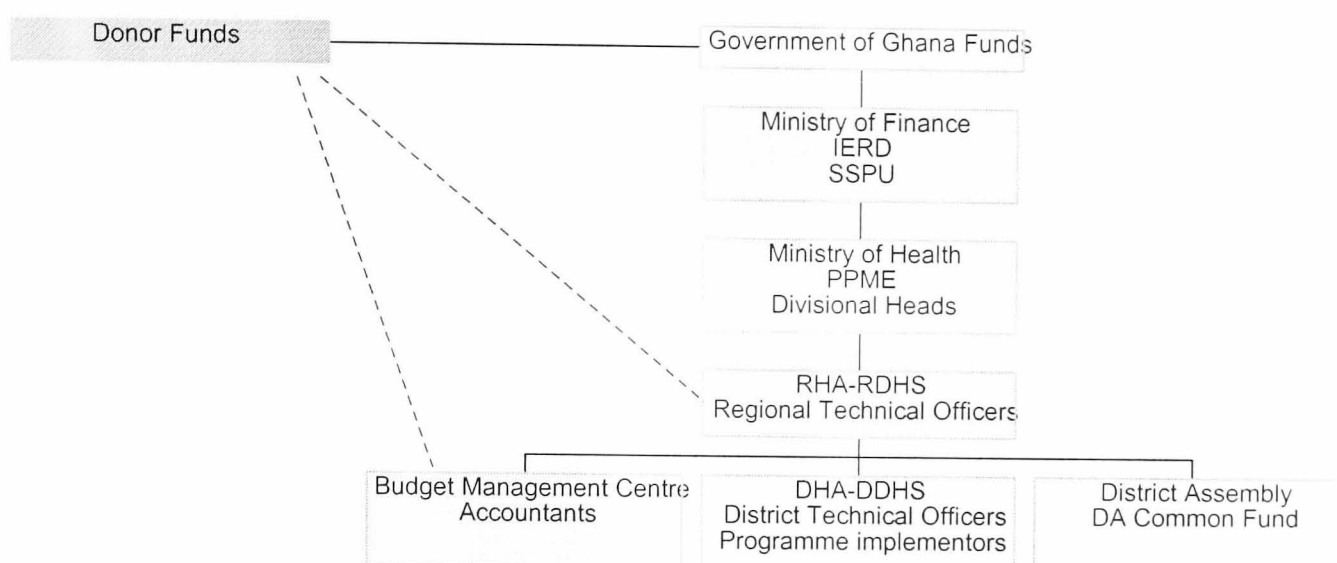 Donor Funds
Government of Ghana Funds
Ministry of Finance
IERD
SSPU
Ministry of Health
PPME
Divisional Heads
RHA-RDHS
Regional Technical Officers
Budget Management Centre
Accountants
DHA-DDHS
District Technical Officers
Programme implementors
District Assembly
DA Common Fund